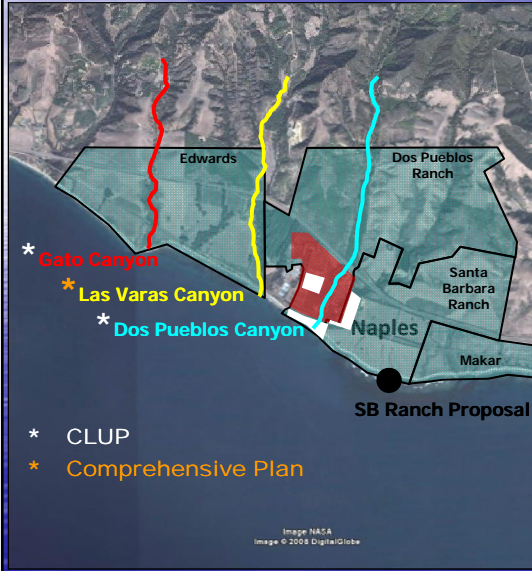 Edwards
Dos Pueblos
Ranch
* Gato Canyon
Santa
Barbara
Ranch
* Las Varas Canyon
* Dos Pueblos Canyon
Naples
Makar
SB Ranch Proposal
* CLUP
* Comprehensive Plan
Image NASA
Image © 2008 DigitalGlobe